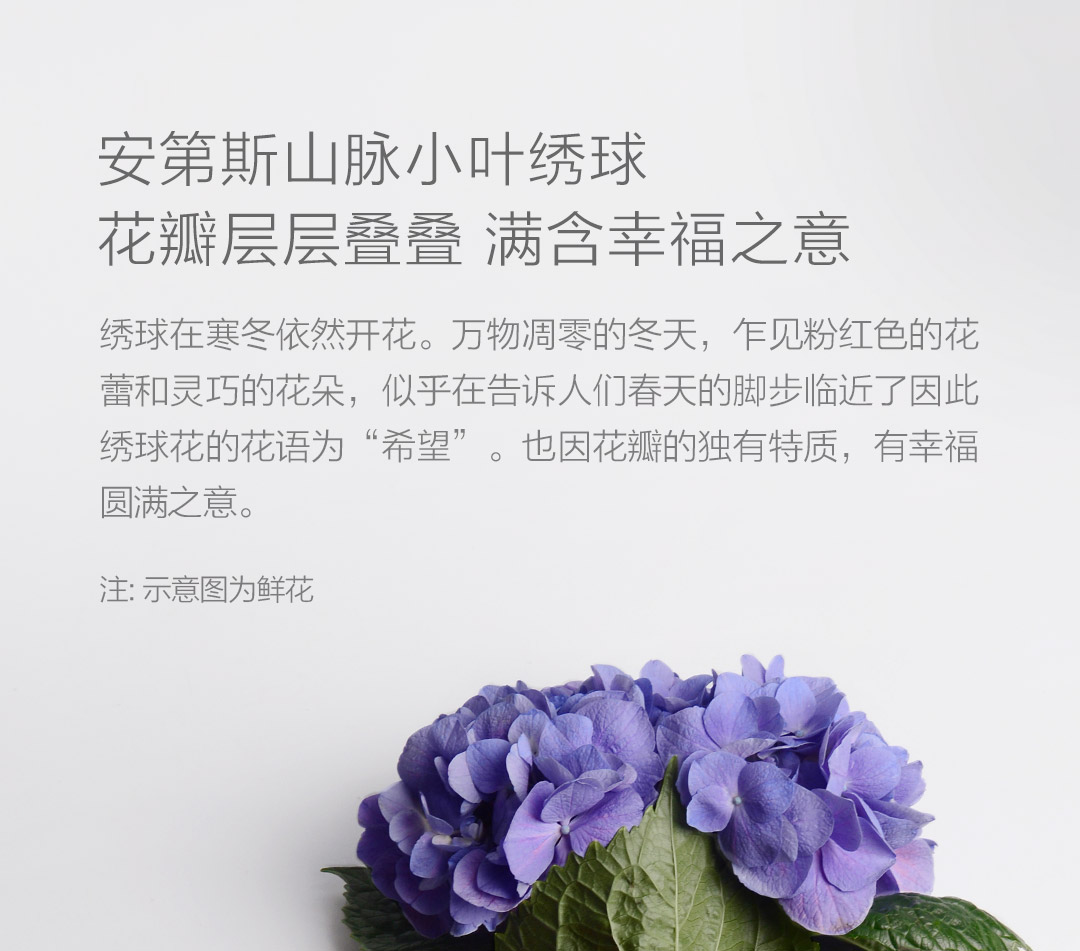 安第斯山脉小叶绣球
花瓣层层叠叠 满含幸福之意
绣球在寒冬依然开花。万物凋零的冬天，乍见粉红色的花
蕾和灵巧的花朵，似乎在告诉人们春天的脚步临近了因此
绣球花的花语为“希望”。也因花瓣的独有特质，有幸福
圆满之意。
注: 示意图为鲜花